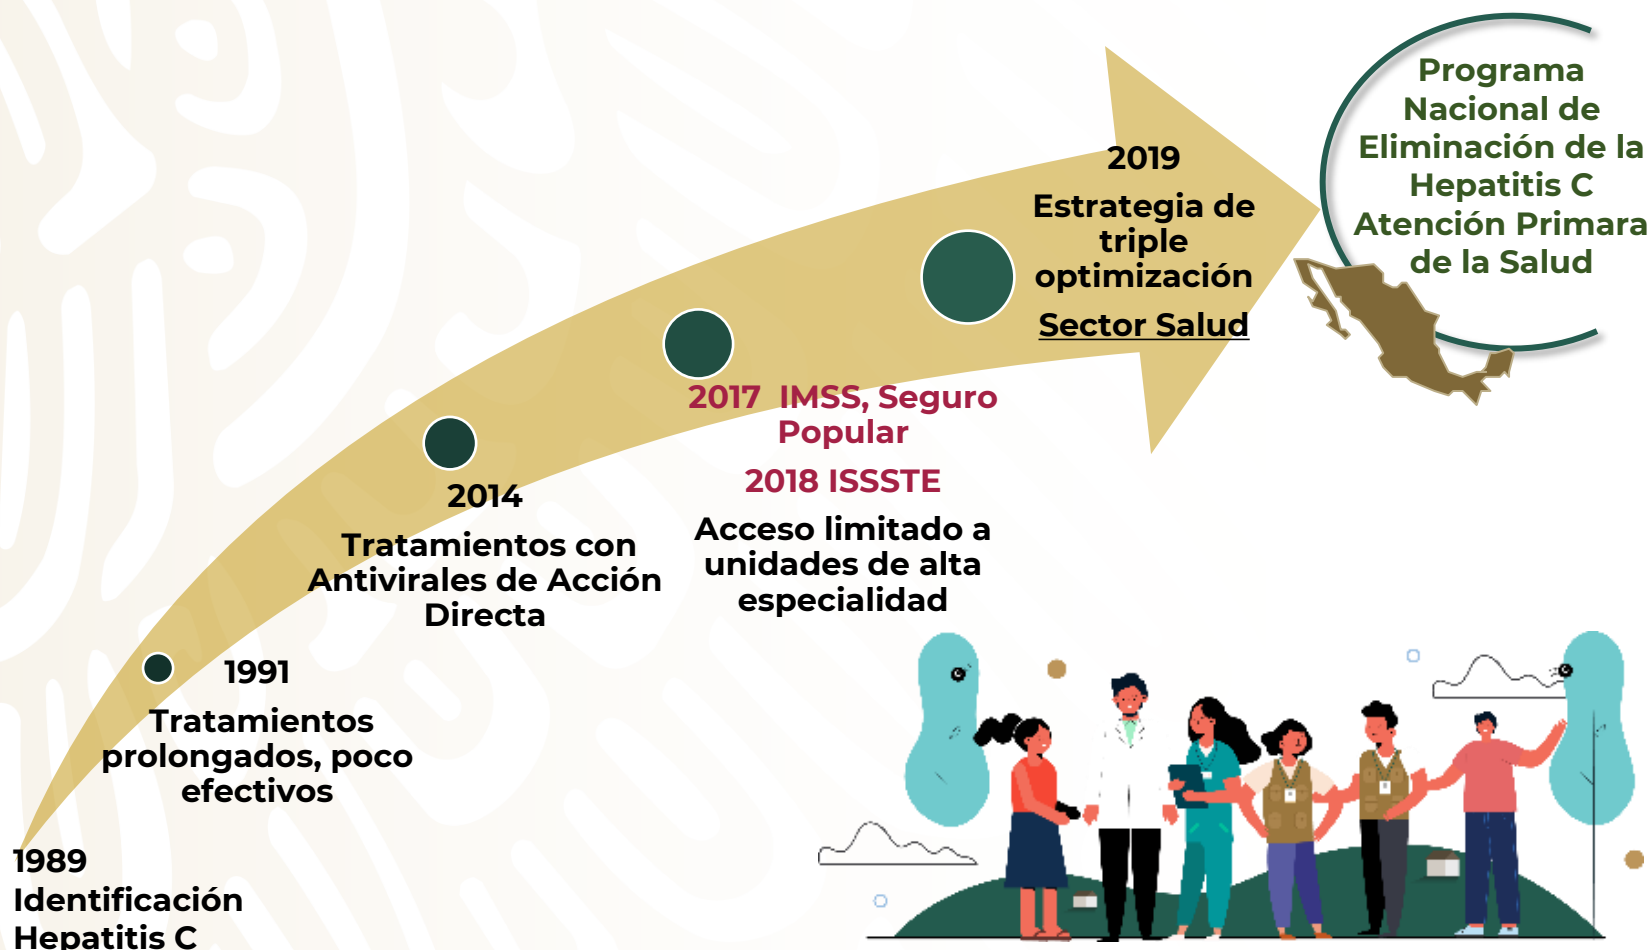 1989
Identificación
Hepatitis C
1991
Tratamientos
prolongados, poco
efectivos
2014
Tratamientos con
Antivirales de Acción
Directa
2017 IMSS, Seguro
Popular
2018 ISSSTE
Acceso limitado a
unidades de alta
especialidad
2019
Estrategia de
triple
optimización
Sector Salud
Programa
Nacional de
Eliminación de la
Hepatitis C
Atención Primara
de la Salud